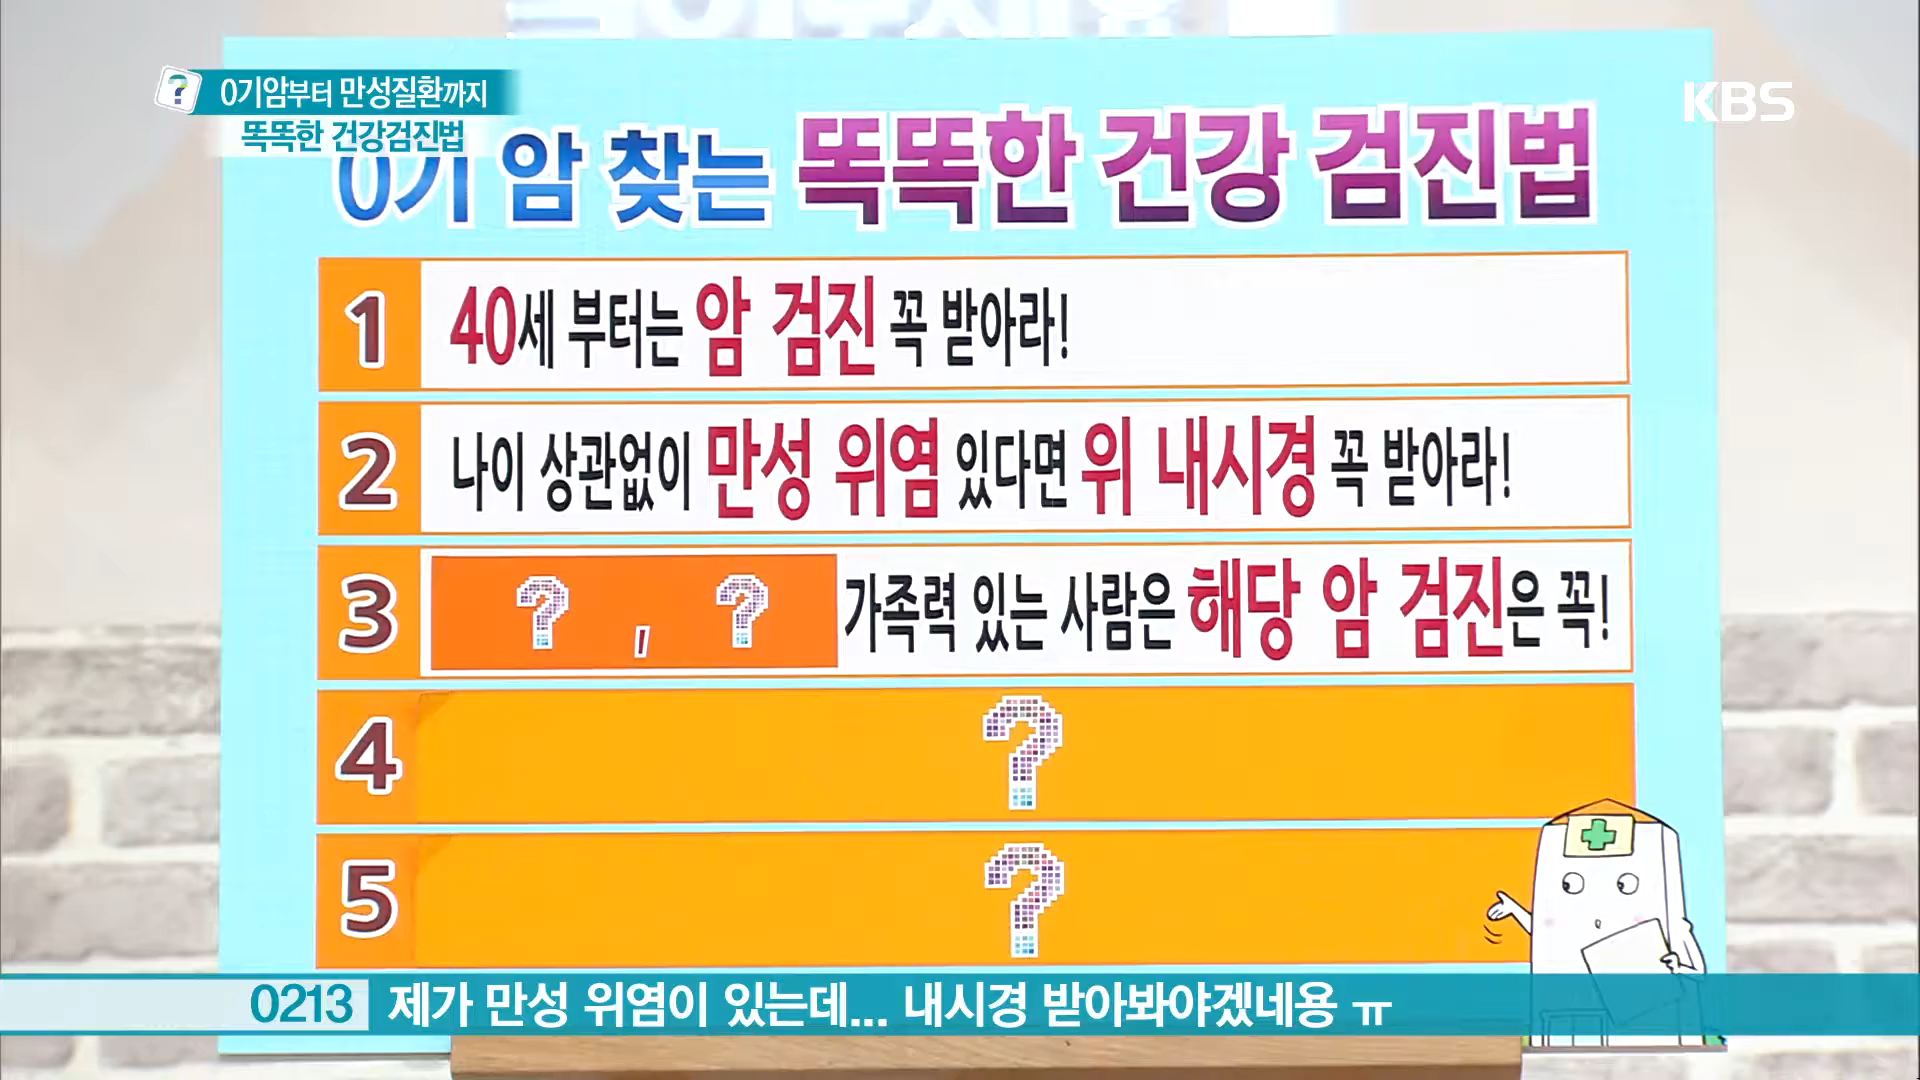 0기암부터 만성질환까지
똑똑한 건강검진법
KBS
0기 암 찾는 똑똑한 건강 검진법
1 40세 부터는 암 검진 꼭 받아라!
2 나이 상관없이 만성 위염 있다면 위 내시경 꼭 받아라!
3 ? , ? 가족력 있는 사람은 해당 암 검진은 꼭!
4 ?
5 ?
0213 제가 만성 위염이 있는데... 내시경 받아봐야겠네용 ㅠ